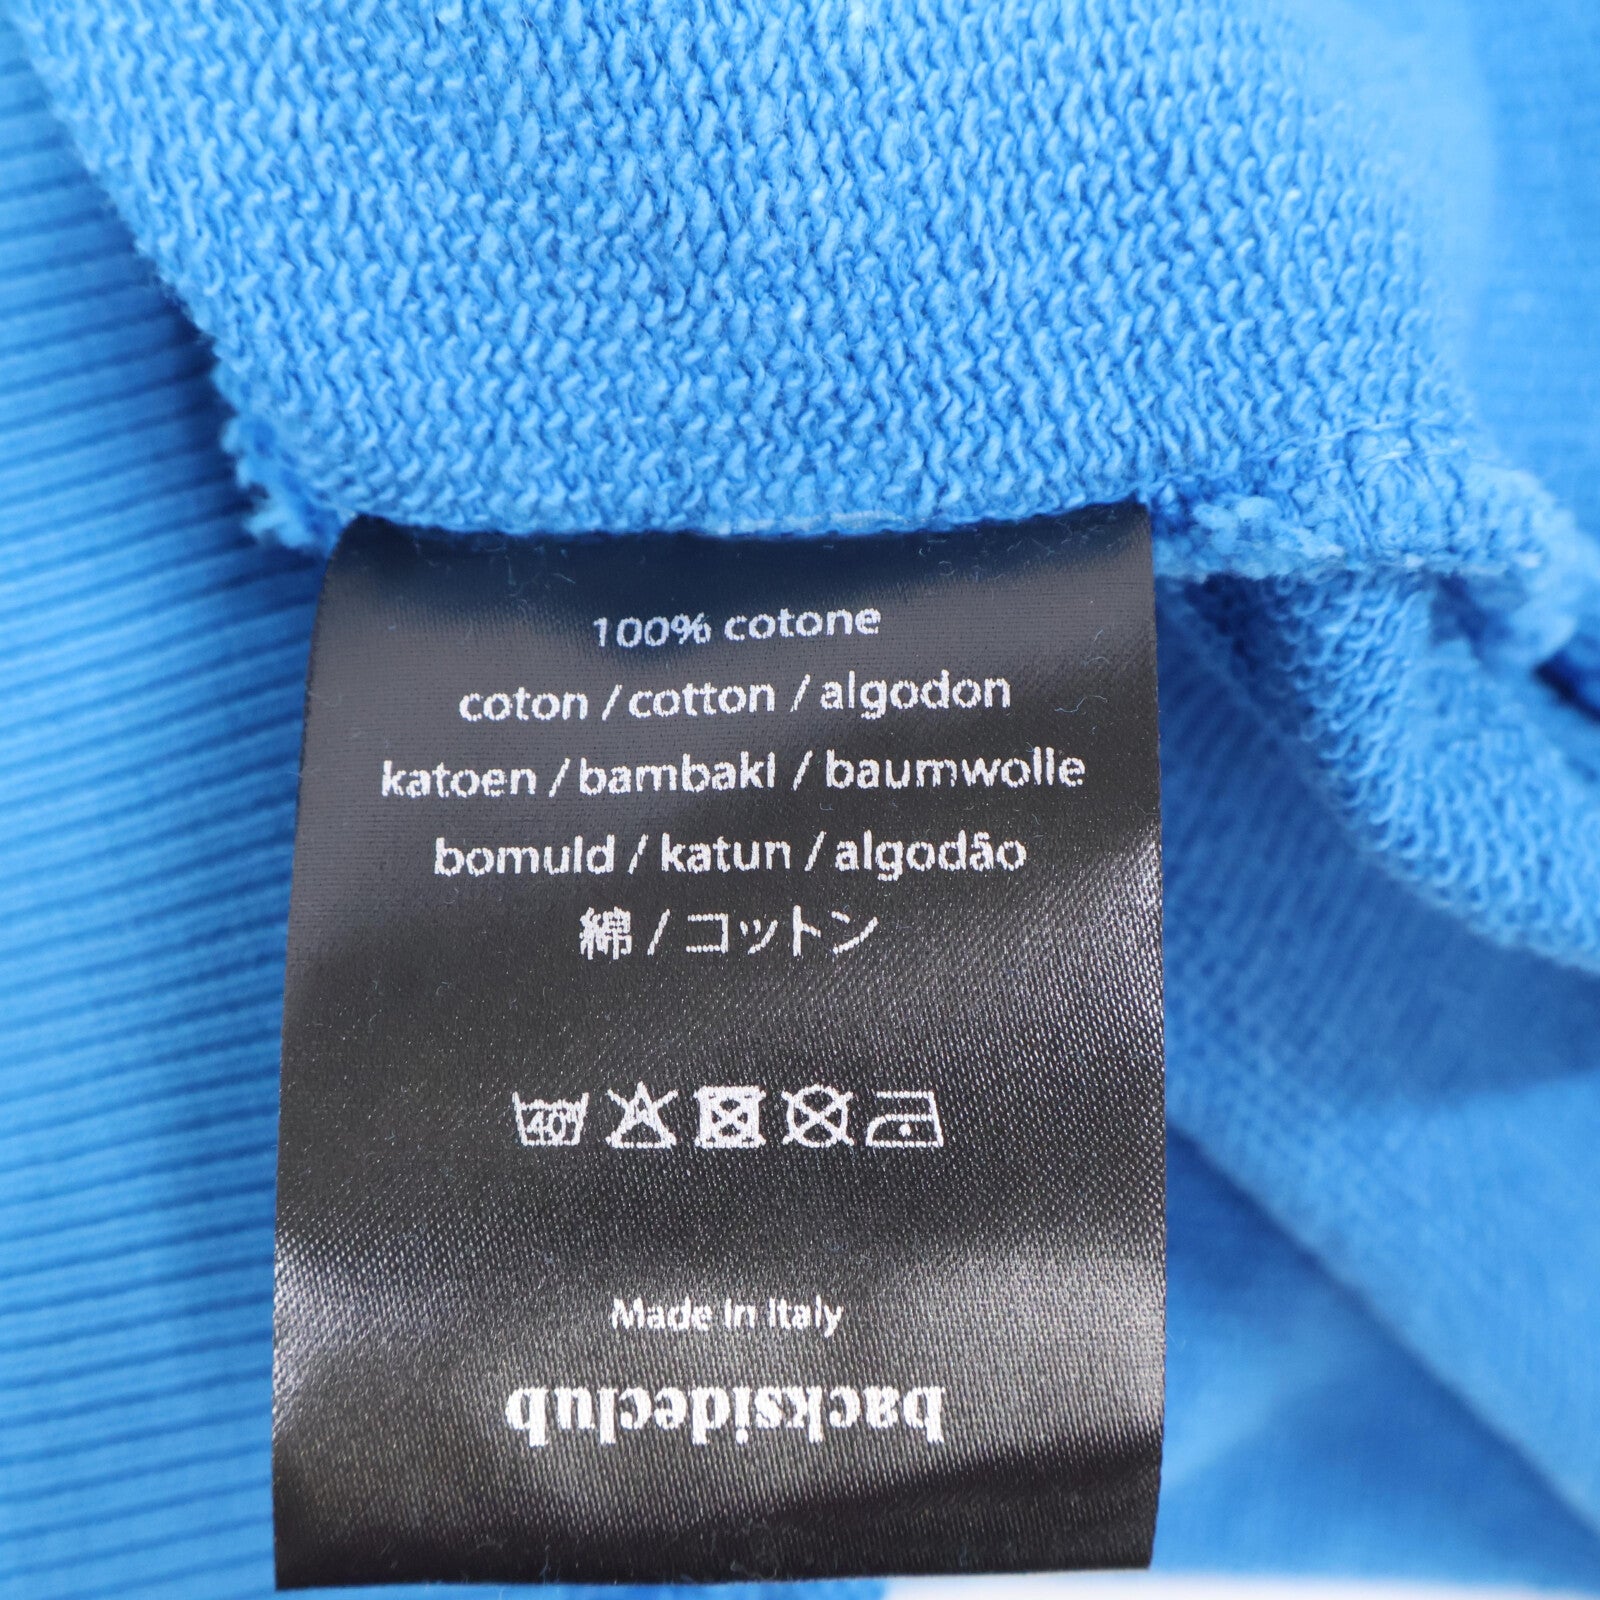 100% cotone
coton / cotton / algodon
katoen / bambaki / baumwolle
bomuld / katun / algodão
綿 / コットン
40°
Made In Italy
backsideclub